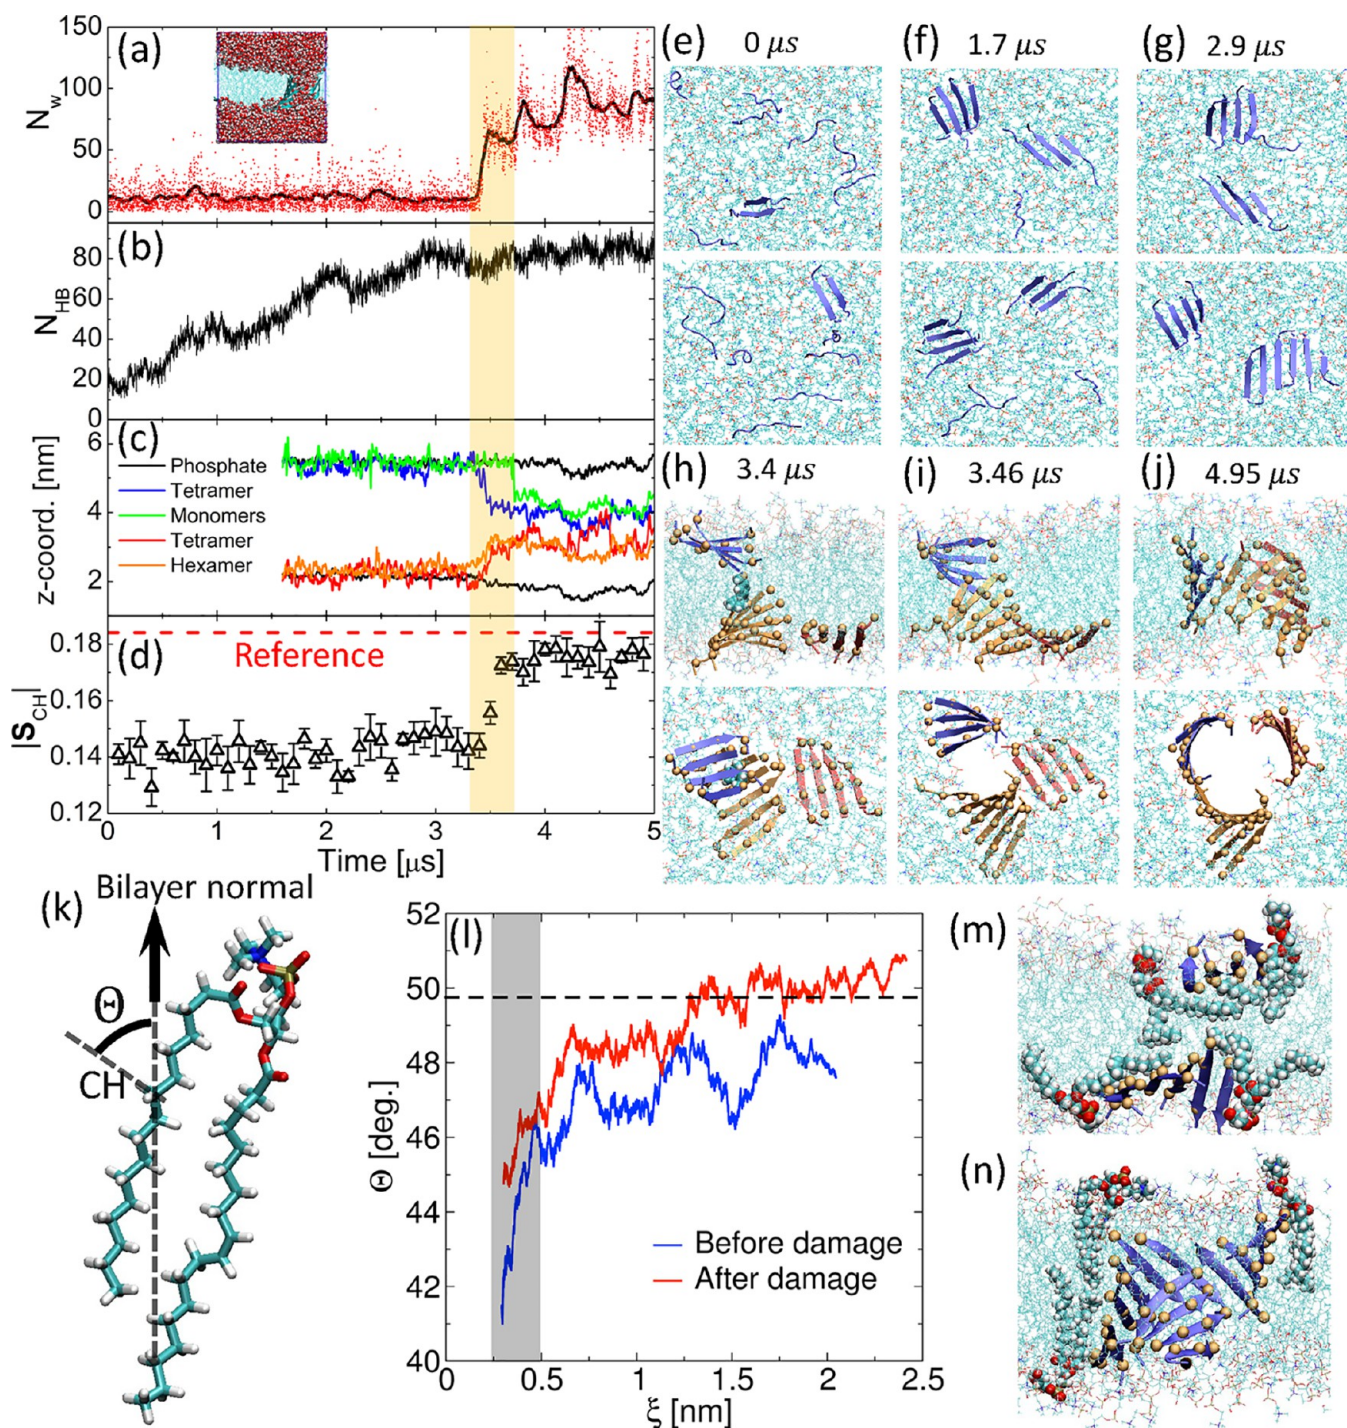 (a)
N_w
150
100
50
0
(b)
N_HB
80
60
40
20
0
(c)
z-coord. [nm]
6
4
2
Phosphate
Tetramer
Monomers
Tetramer
Hexamer
(d)
Reference
|S_CH|
0.18
0.16
0.14
0.12
0 1 2 3 4 5
Time [μs]
(e) 0 μs
(f) 1.7 μs
(g) 2.9 μs
(h) 3.4 μs
(i) 3.46 μs
(j) 4.95 μs
(k)
Bilayer normal
Θ
CH
(l)
Θ [deg.]
52
50
48
46
44
42
40
Before damage
After damage
0 0.5 1 1.5 2 2.5
ξ [nm]
(m)
(n)